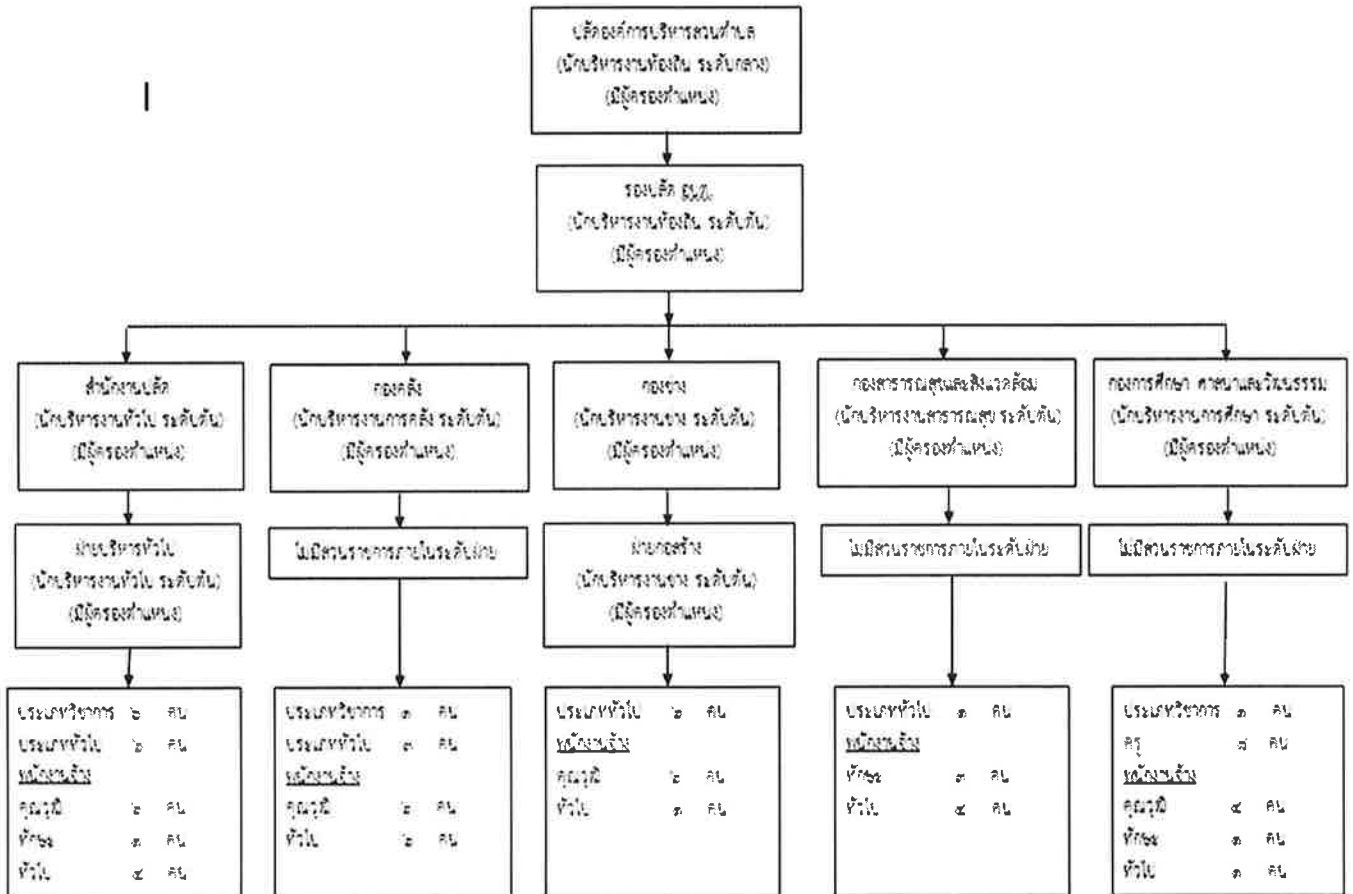 ปลัดองค์การบริหารส่วนตำบล
(นักบริหารงานท้องถิ่น ระดับกลาง)
(มีผู้ครองตำแหน่ง)
รองปลัด อบต.
(นักบริหารงานท้องถิ่น ระดับต้น)
(มีผู้ครองตำแหน่ง)
สำนักงานปลัด
(นักบริหารงานทั่วไป ระดับต้น)
(มีผู้ครองตำแหน่ง)
กองคลัง
(นักบริหารงานการคลัง ระดับต้น)
(มีผู้ครองตำแหน่ง)
กองช่าง
(นักบริหารงานช่าง ระดับต้น)
(มีผู้ครองตำแหน่ง)
กองสาธารณสุขและสิ่งแวดล้อม
(นักบริหารงานสาธารณสุข ระดับต้น)
(มีผู้ครองตำแหน่ง)
กองการศึกษา ศาสนาและวัฒนธรรม
(นักบริหารงานการศึกษา ระดับต้น)
(มีผู้ครองตำแหน่ง)
ฝ่ายบริหารทั่วไป
(นักบริหารงานทั่วไป ระดับต้น)
(มีผู้ครองตำแหน่ง)
ไม่มีส่วนราชการภายในระดับฝ่าย
ฝ่ายก่อสร้าง
(นักบริหารงานช่าง ระดับต้น)
(มีผู้ครองตำแหน่ง)
ไม่มีส่วนราชการภายในระดับฝ่าย
ไม่มีส่วนราชการภายในระดับฝ่าย
ประเภทวิชาการ คน
ประเภททั่วไป ๒ คน
พนักงานจ้าง
คุณวุฒิ ๒ คน
ทักษะ ๑ คน
ทั่วไป คน
ประเภทวิชาการ ๑ คน
ประเภททั่วไป ๓ คน
พนักงานจ้าง
คุณวุฒิ ๒ คน
ทั่วไป ๒ คน
ประเภททั่วไป ๒ คน
พนักงานจ้าง
คุณวุฒิ ๒ คน
ทั่วไป ๑ คน
ประเภททั่วไป ๑ คน
พนักงานจ้าง
ทักษะ ๓ คน
ทั่วไป คน
ประเภทวิชาการ ๑ คน
ครู ๘ คน
พนักงานจ้าง
คุณวุฒิ ๔ คน
ทักษะ ๑ คน
ทั่วไป ๑ คน